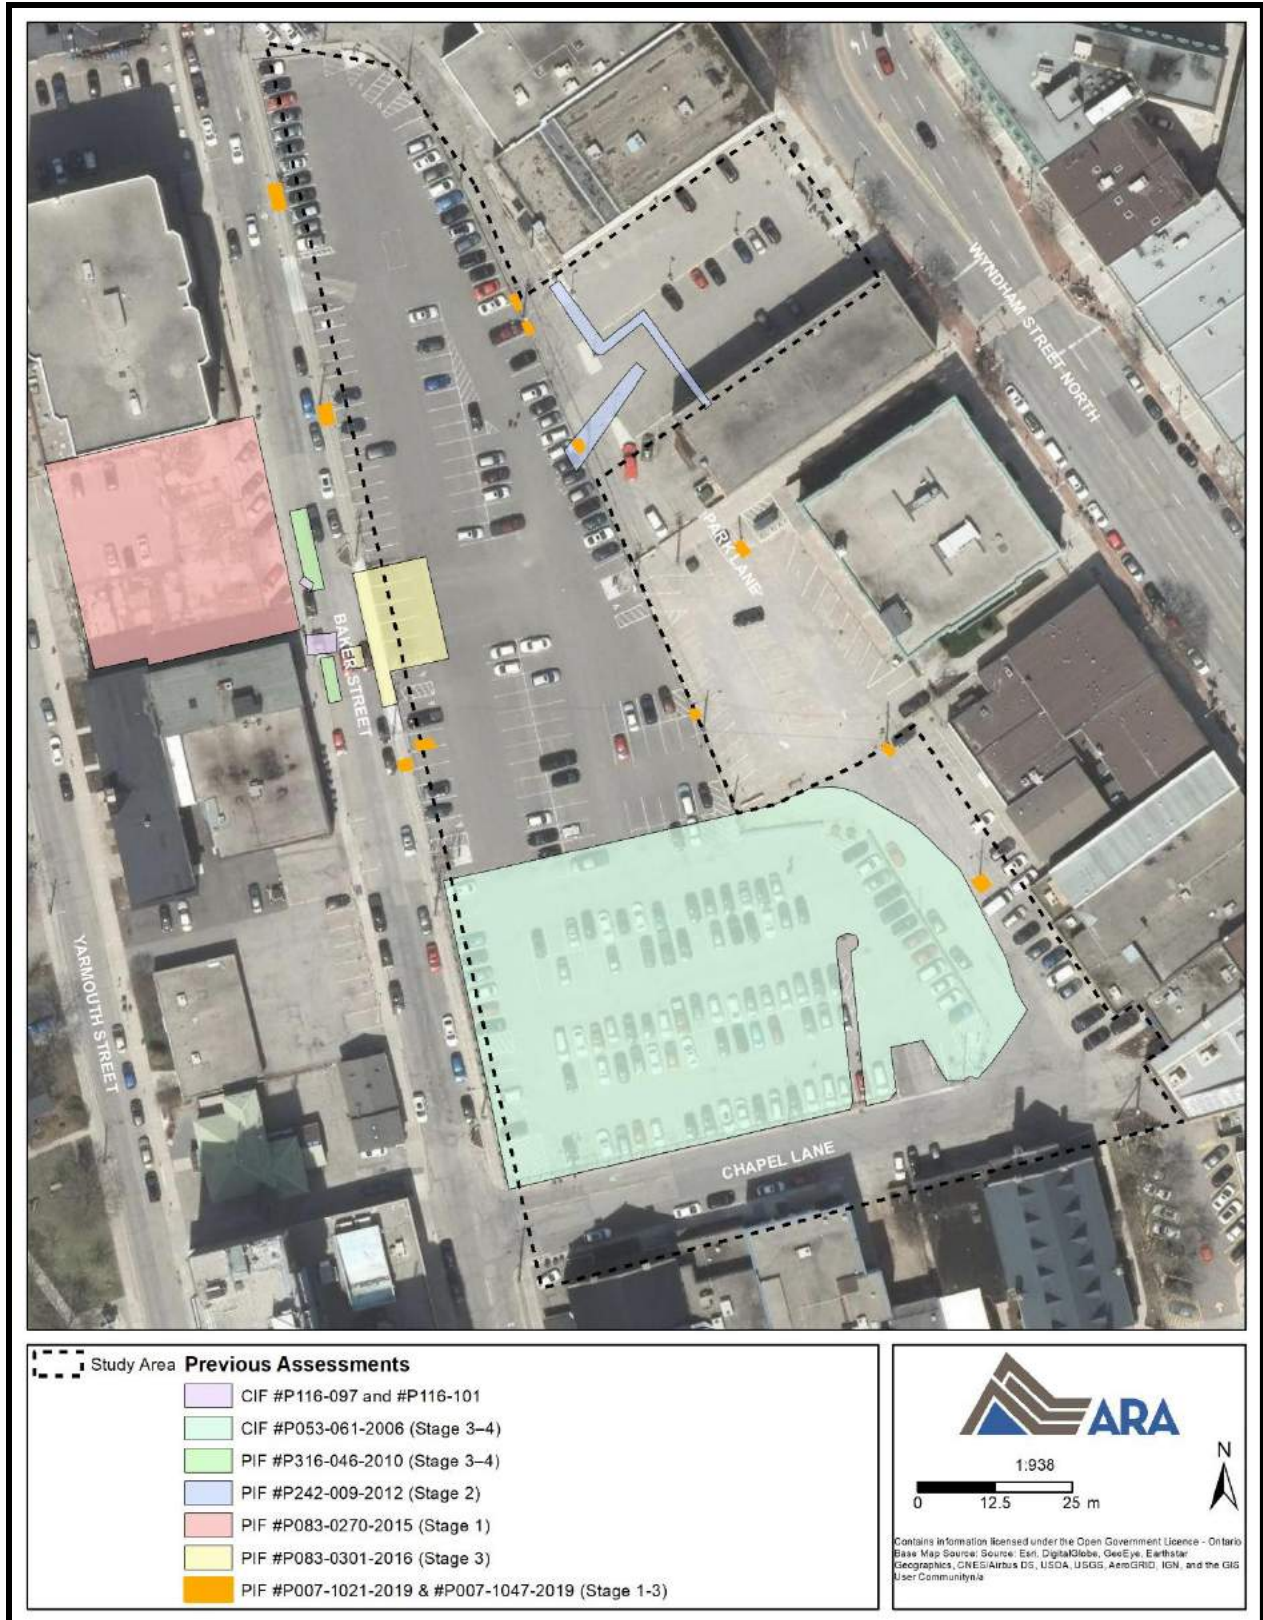 WYNDHAM STREET NORTH
PARK LANE
BAKER STREET
YARMOUTH STREET
CHAPEL LANE
Study Area Previous Assessments
CIF #P116-097 and #P116-101
CIF #P053-061-2006 (Stage 3–4)
PIF #P316-046-2010 (Stage 3–4)
PIF #P242-009-2012 (Stage 2)
PIF #P083-0270-2015 (Stage 1)
PIF #P083-0301-2016 (Stage 3)
PIF #P007-1021-2019 & #P007-1047-2019 (Stage 1-3)
ARA
N
1:938
0 12.5 25 m
Contains information licensed under the Open Government Licence - Ontario
Base Map Source: Source: Esri, DigitalGlobe, GeoEye, Earthstar
Geographics, CNES/Airbus DS, USDA, USGS, AeroGRID, IGN, and the GIS
User Communityn/a